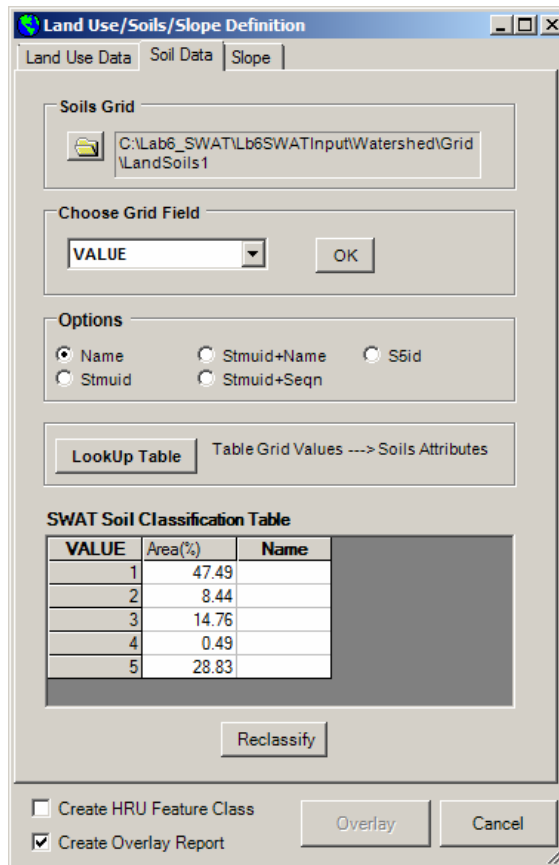 Land Use/Soils/Slope Definition
Land Use Data Soil Data Slope
Soils Grid
C:\Lab6_SWAT\Lb6SWATInput\Watershed\Grid
\LandSoils1
Choose Grid Field
VALUE OK
Options
Name Stmuid+Name S5id
Stmuid Stmuid+Seqn
LookUp Table Table Grid Values ---> Soils Attributes
SWAT Soil Classification Table
VALUE Area(%) Name
1 47.49
2 8.44
3 14.76
4 0.49
5 28.83
Reclassify
Create HRU Feature Class
Create Overlay Report
Overlay Cancel